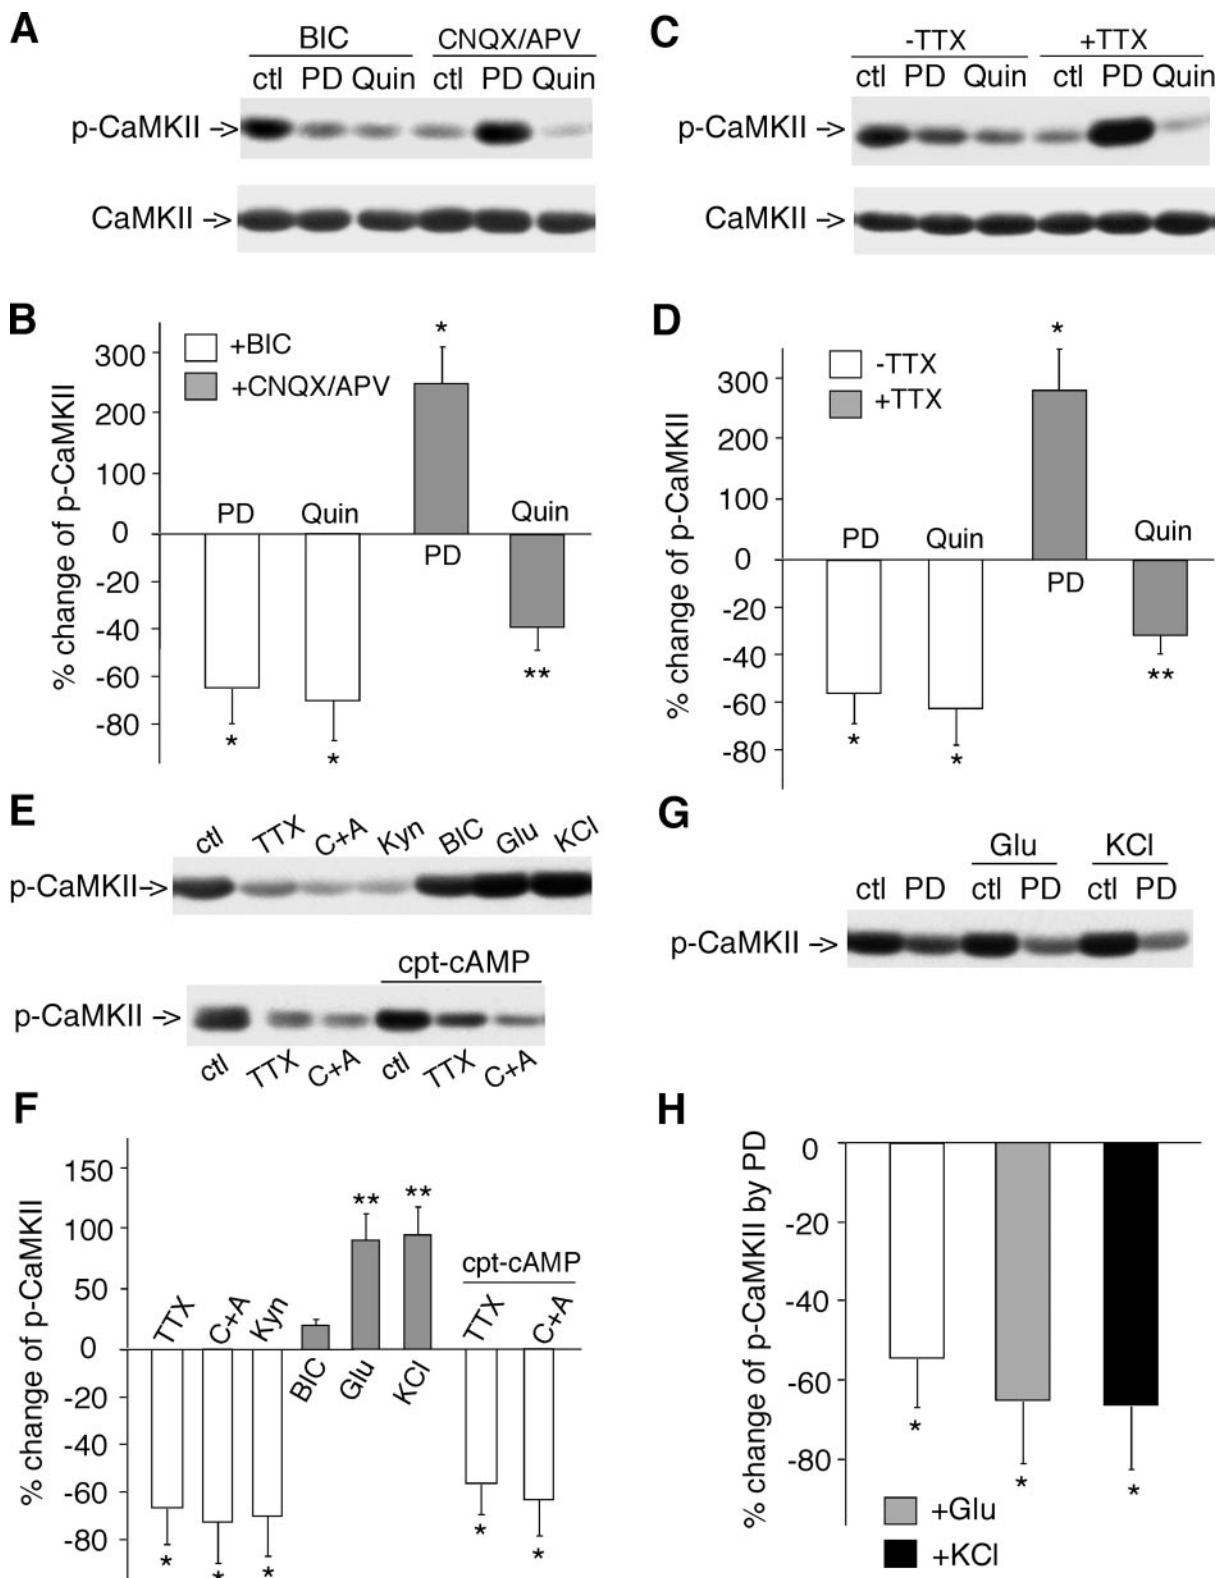 A
BIC CNQX/APV
ctl PD Quin ctl PD Quin
p-CaMKII ->
CaMKII ->
C
-TTX +TTX
ctl PD Quin ctl PD Quin
p-CaMKII ->
CaMKII ->
B
% change of p-CaMKII
300
200
100
0
-20
-40
-60
-80
+BIC
+CNQX/APV
PD Quin PD Quin
* * * **
D
% change of p-CaMKII
300
200
100
0
-20
-40
-60
-80
-TTX
+TTX
PD Quin PD Quin
* * * **
E
ctl TTX C+A Kyn BIC Glu KCl
p-CaMKII->
cpt-cAMP
p-CaMKII ->
ctl TTX C+A ctl TTX C+A
G
Glu KCl
ctl PD ctl PD ctl PD
p-CaMKII ->
F
% change of p-CaMKII
150
100
50
0
-20
-40
-60
-80
** **
cpt-cAMP
TTX C+A Kyn BIC Glu KCl TTX C+A
* * * * *
H
% change of p-CaMKII by PD
0
-20
-40
-60
-80
* * *
+Glu
+KCl